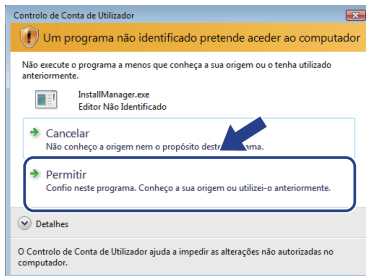 Controlo de Conta de Utilizador
Um programa não identificado pretende aceder ao computador
Não execute o programa a menos que conheça a sua origem ou o tenha utilizado
anteriormente.
InstallManager.exe
Editor Não Identificado
Cancelar
Não conheço a origem nem o propósito deste
Permitir
Confio neste programa. Conheço a sua origem ou utilizei-o anteriormente.
Detalhes
O Controlo de Conta de Utilizador ajuda a impedir as alterações não autorizadas no
computador.